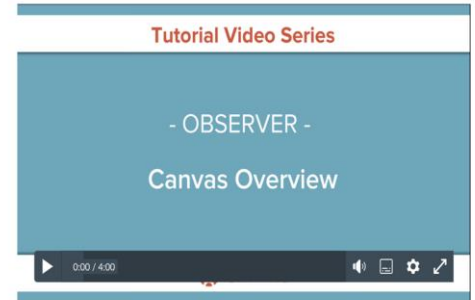 Tutorial Video Series
- OBSERVER -
Canvas Overview
0:00 / 4:00